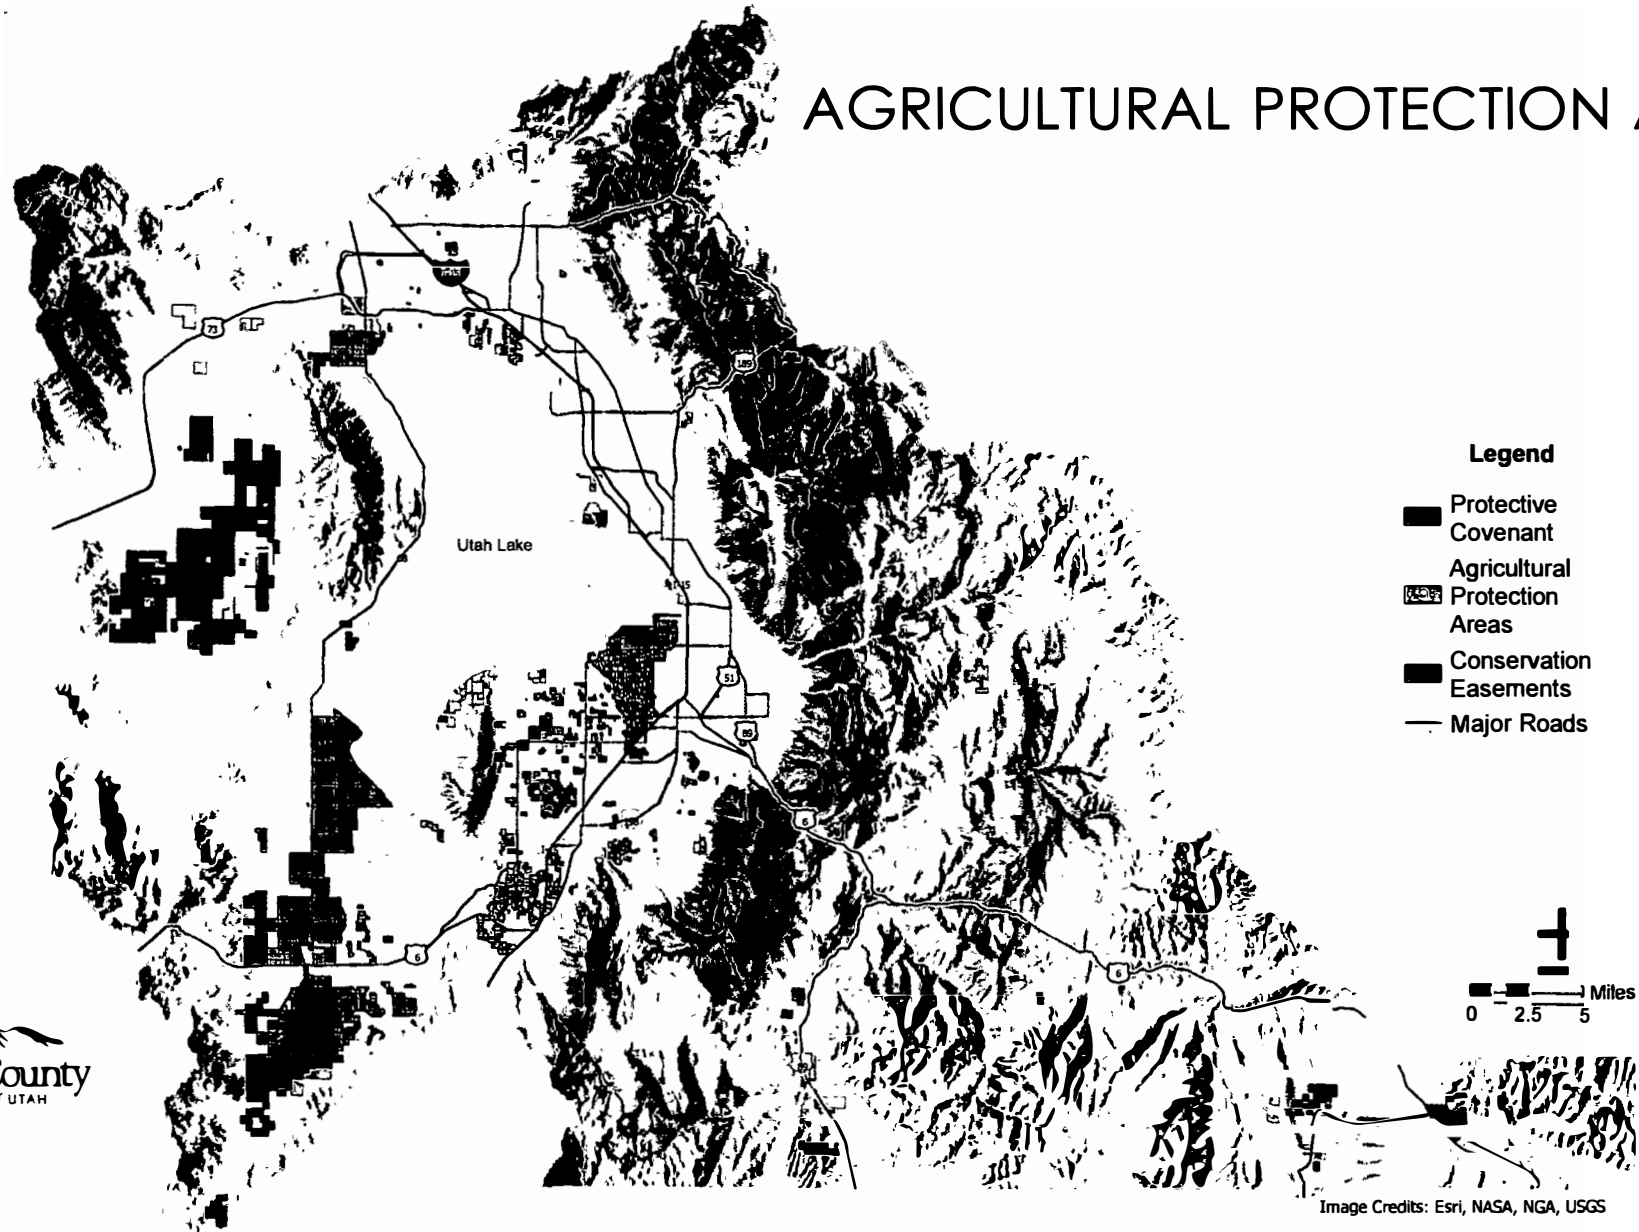 AGRICULTURAL PROTECTION
73
189
Legend
Protective
Covenant
Utah Lake
Agricultural
Protection
Areas
51
Conservation
Easements
Major Roads
89
6
6
6
Miles
0 2.5 5
ounty
UTAH
Image Credits: Esri, NASA, NGA, USGS